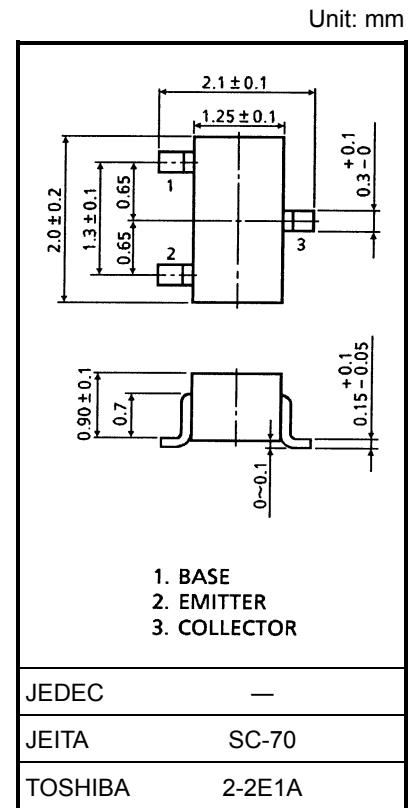 Unit: mm
2.1±0.1
1.25±0.1
+0.1
0.3-0
2.0±0.2
1.3±0.1
0.65
0.65
1
2
3
0.90±0.1
0.7
+0.1
0.15-0.05
0~0.1
1. BASE
2. EMITTER
3. COLLECTOR
JEDEC —
JEITA SC-70
TOSHIBA 2-2E1A